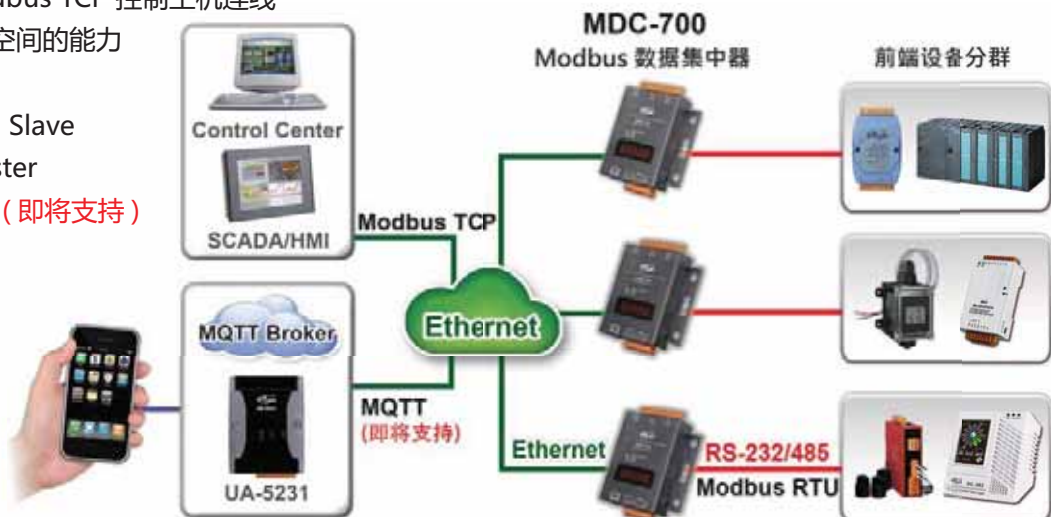 dbus TCP 控制主机连线
空间的能力
Slave
ster
( 即将支持 )
Control Center
SCADA/HMI
Modbus TCP
MQTT Broker
UA-5231
MQTT
(即将支持)
Ethernet
MDC-700
Modbus 数据集中器
前端设备分群
Ethernet
RS-232/485
Modbus RTU